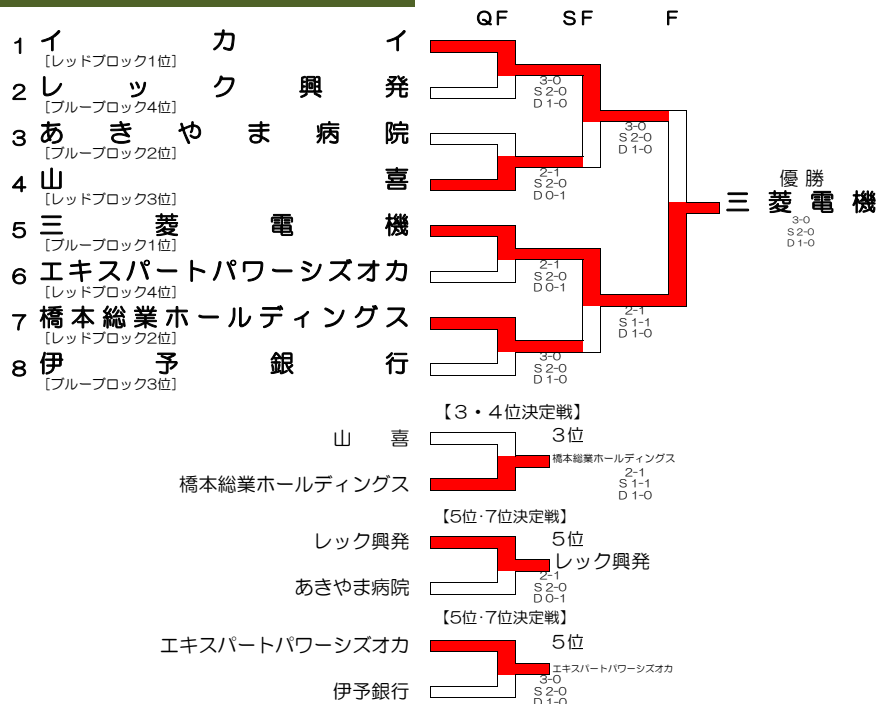 QF SF F
1 イカイ
[レッドブロック1位]
2 レック興発
[ブルーブロック4位]
3-0
S 2-0
D 1-0
3 あきやま病院
[ブルーブロック2位]
3-0
S 2-0
D 1-0
4 山喜
[レッドブロック3位]
2-1
S 2-0
D 0-1
優勝
三菱電機
3-0
S 2-0
D 1-0
5 三菱電機
[ブルーブロック1位]
6 エキスパートパワーシズオカ
[レッドブロック4位]
2-1
S 2-0
D 0-1
7 橋本総業ホールディングス
[レッドブロック2位]
2-1
S 1-1
D 1-0
8 伊予銀行
[ブルーブロック3位]
3-0
S 2-0
D 1-0
【3・4位決定戦】
山喜
3位
橋本総業ホールディングス
橋本総業ホールディングス
2-1
S 1-1
D 1-0
【5位・7位決定戦】
レック興発
5位
レック興発
あきやま病院
2-1
S 2-0
D 0-1
【5位・7位決定戦】
エキスパートパワーシズオカ
5位
エキスパートパワーシズオカ
伊予銀行
3-0
S 2-0
D 1-0